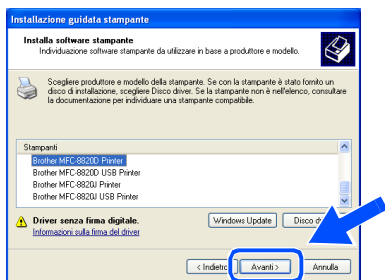 Installazione guidata stampante
Installa software stampante
Individuazione software stampante da utilizzare in base a produttore e modello.
Scegliere produttore e modello della stampante. Se con la stampante è stato fornito un
disco di installazione, scegliere Disco driver. Se la stampante non è nell'elenco, consultare
la documentazione per individuare una stampante compatibile.
Stampanti
Brother MFC-8820D Printer
Brother MFC-8820D USB Printer
Brother MFC-8820J Printer
Brother MFC-8820J USB Printer
Driver senza firma digitale.
Informazioni sulla firma del driver
Windows Update
Disco
< Indietro
Avanti >
Annulla